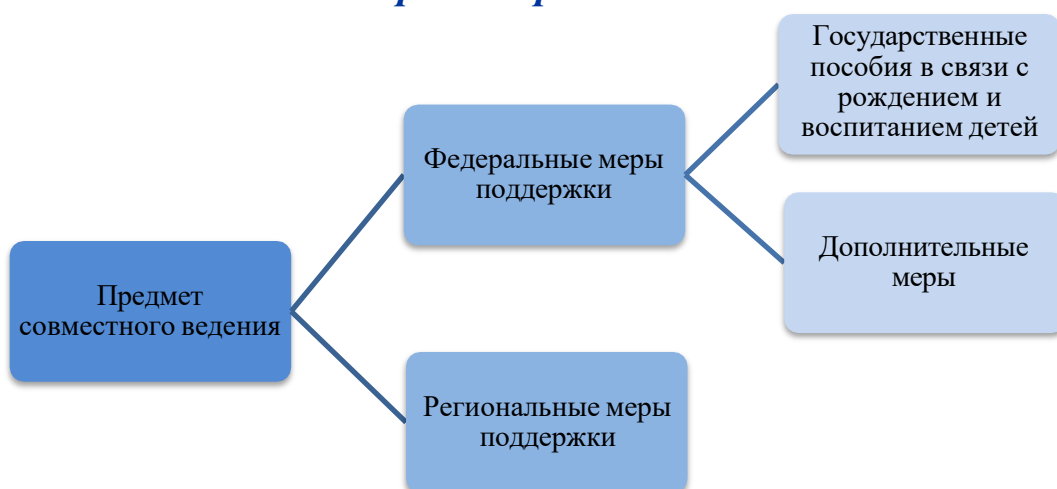 Государственные
пособия в связи с
рождением и
воспитанием детей
Федеральные меры
поддержки
Дополнительные
меры
Предмет
совместного ведения
Региональные меры
поддержки